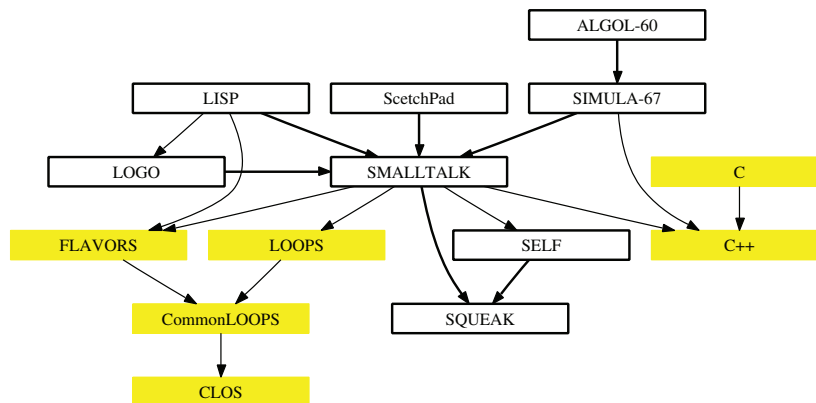 ALGOL-60
LISP
ScetchPad
SIMULA-67
LOGO
SMALLTALK
C
FLAVORS
LOOPS
SELF
C++
CommonLOOPS
SQUEAK
CLOS